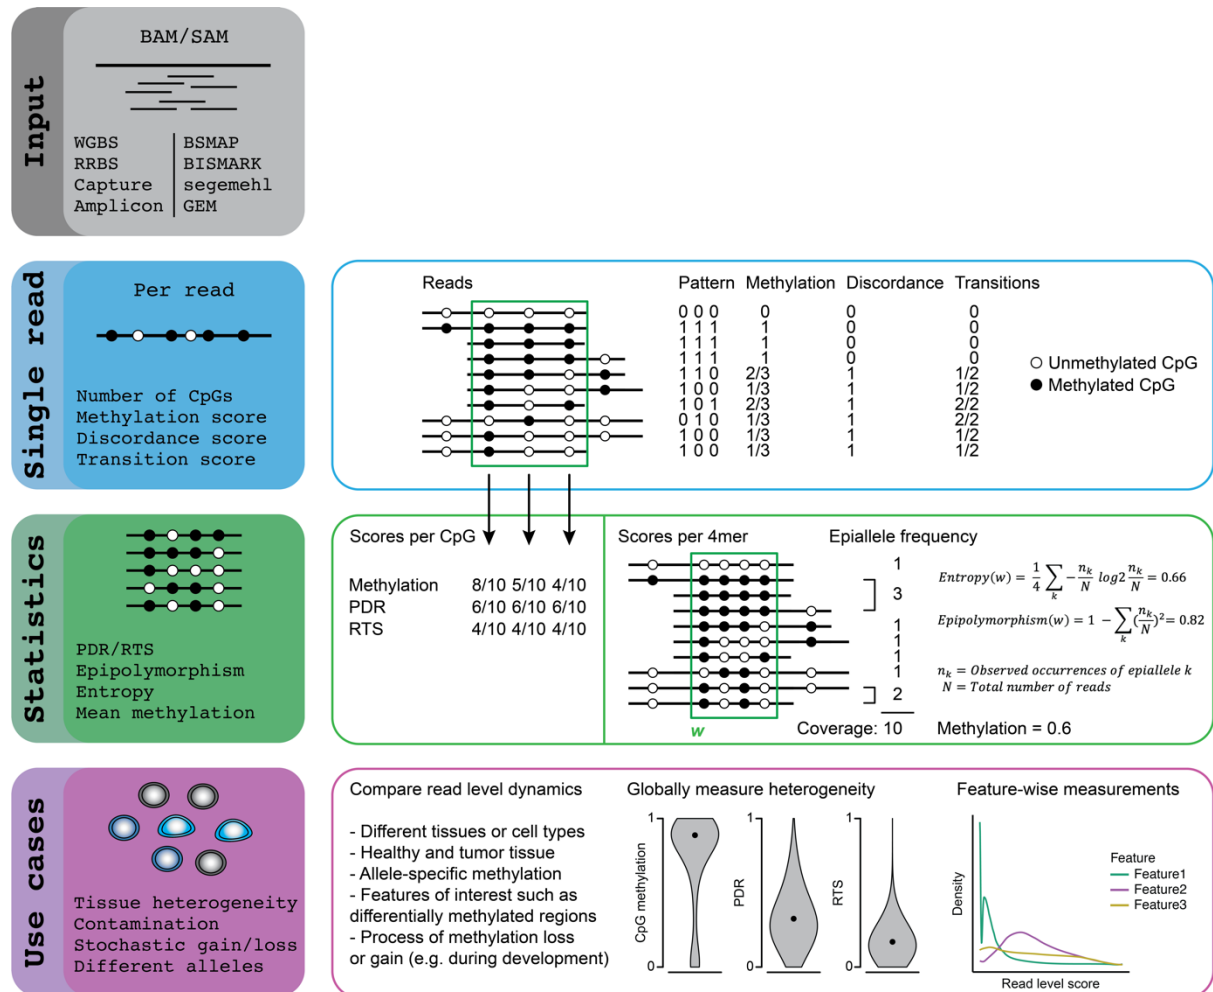 Input
BAM/SAM
WGBS BSMAP
RRBS BISMARK
Capture segemehl
Amplicon GEM
Single read
Per read
Number of CpGs
Methylation score
Discordance score
Transition score
Reads Pattern Methylation Discordance Transitions
0 0 0 0 0 0
1 1 1 1 0 0
1 1 1 1 0 0
1 1 1 1 0 0
1 1 0 2/3 1 1/2
1 0 0 1/3 1 1/2
1 0 1 2/3 1 2/2
0 1 0 1/3 1 2/2
1 0 0 1/3 1 1/2
1 0 0 1/3 1 1/2
Unmethylated CpG
Methylated CpG
Statistics
PDR/RTS
Epipolymorphism
Entropy
Mean methylation
Scores per CpG
Methylation 8/10 5/10 4/10
PDR 6/10 6/10 6/10
RTS 4/10 4/10 4/10
Scores per 4mer Epiallele frequency
1
3
1
1
1
1
2
w
Coverage: 10 Methylation = 0.6
Entropy(w) = 1/4 ∑k − nk/N log2 nk/N = 0.66
Epipolymorphism(w) = 1 − ∑k (nk/N)² = 0.82
nk = Observed occurrences of epiallele k
N = Total number of reads
Use cases
Tissue heterogeneity
Contamination
Stochastic gain/loss
Different alleles
Compare read level dynamics
- Different tissues or cell types
- Healthy and tumor tissue
- Allele-specific methylation
- Features of interest such as
differentially methylated regions
- Process of methylation loss
or gain (e.g. during development)
Globally measure heterogeneity
1 1 1
CpG methylation PDR RTS
0 0 0
Feature-wise measurements
Density
Feature
Feature1
Feature2
Feature3
Read level score